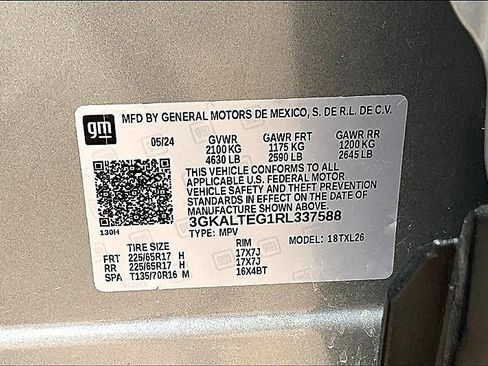 gm
MFD BY GENERAL MOTORS DE MEXICO, S. DE R.L. DE C.V.
05/24 GVWR GAWR FRT GAWR RR
2100 KG 1175 KG 1200 KG
4630 LB 2590 LB 2645 LB
THIS VEHICLE CONFORMS TO ALL
APPLICABLE U.S. FEDERAL MOTOR
VEHICLE SAFETY AND THEFT PREVENTION
STANDARDS IN EFFECT ON THE DATE OF
MANUFACTURE SHOWN ABOVE.
3GKALTEG1RL337588
130H TYPE: MPV
TIRE SIZE RIM MODEL: 18TXL26
FRT 225/65R17 H 17X7J
RR 225/65R17 H 17X7J
SPA T135/70R16 M 16X4BT